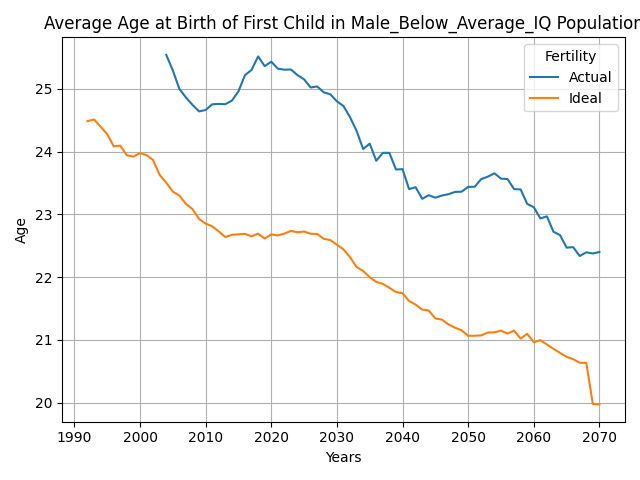 Average Age at Birth of First Child in Male_Below_Average_IQ Population
Fertility
Actual
Ideal
Age
25
24
23
22
21
20
1990 2000 2010 2020 2030 2040 2050 2060 2070
Years